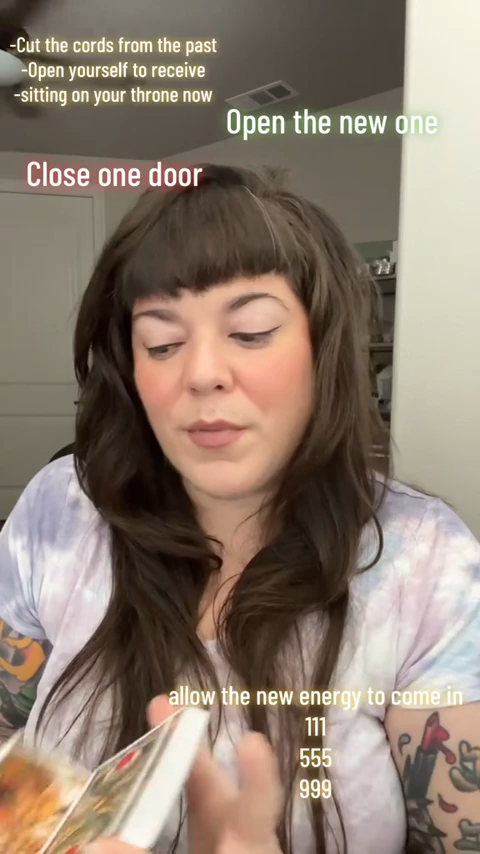 -Cut the cords from the past
-Open yourself to receive
-sitting on your throne now
Open the new one
Close one door
allow the new energy to come in
111
555
999